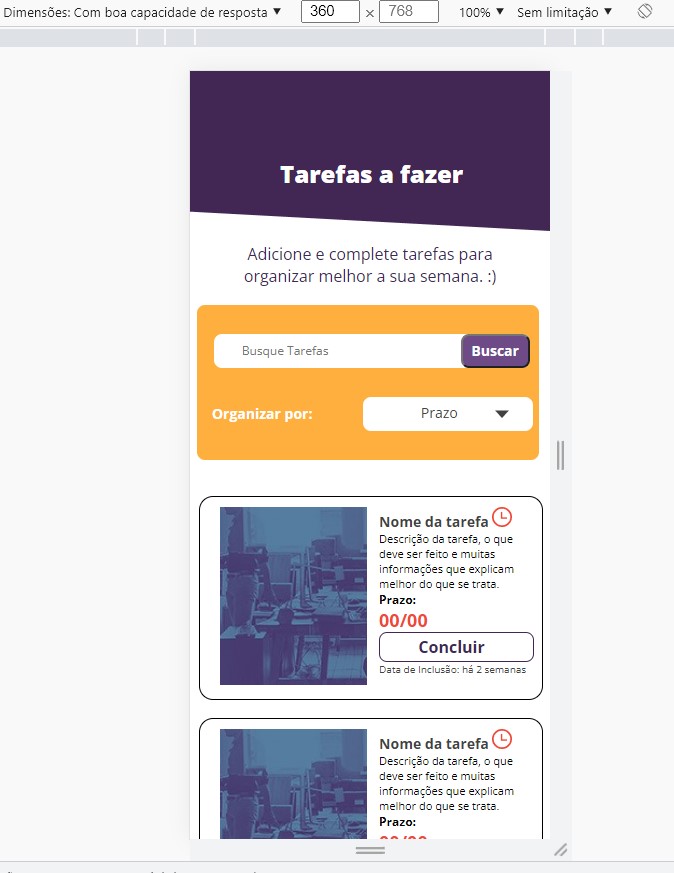 Dimensões: Com boa capacidade de resposta ▼ 360 x 768 100% ▼ Sem limitação ▼
Tarefas a fazer
Adicione e complete tarefas para
organizar melhor a sua semana. :)
Busque Tarefas Buscar
Organizar por: Prazo
Nome da tarefa
Descrição da tarefa, o que
deve ser feito e muitas
informações que explicam
melhor do que se trata.
Prazo:
00/00
Concluir
Data de Inclusão: há 2 semanas
Nome da tarefa
Descrição da tarefa, o que
deve ser feito e muitas
informações que explicam
melhor do que se trata.
Prazo:
00/00